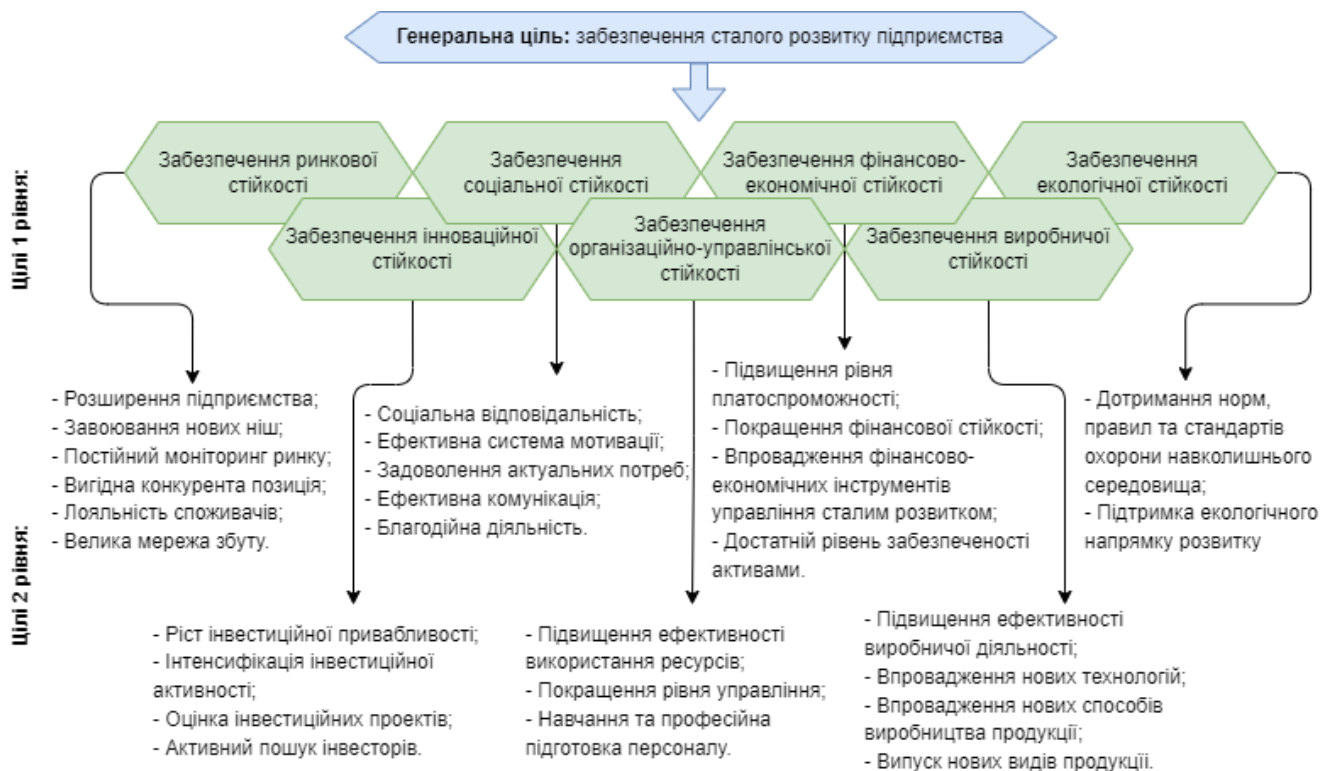 Генеральна ціль: забезпечення сталого розвитку підприємства
Цілі 1 рівня:
Забезпечення ринкової
стійкості
Забезпечення
соціальної стійкості
Забезпечення фінансово-
економічної стійкості
Забезпечення
екологічної стійкості
Забезпечення інноваційної
стійкості
Забезпечення
організаційно-управлінської
стійкості
Забезпечення виробничої
стійкості
Цілі 2 рівня:
- Розширення підприємства;
- Завоювання нових ніш;
- Постійний моніторинг ринку;
- Вигідна конкурента позиція;
- Лояльність споживачів;
- Велика мережа збуту.
- Соціальна відповідальність;
- Ефективна система мотивації;
- Задоволення актуальних потреб;
- Ефективна комунікація;
- Благодійна діяльність.
- Підвищення рівня
платоспроможності;
- Покращення фінансової стійкості;
- Впровадження фінансово-
економічних інструментів
управління сталим розвитком;
- Достатній рівень забезпеченості
активами.
- Дотримання норм,
правил та стандартів
охорони навколишнього
середовища;
- Підтримка екологічного
напрямку розвитку
- Ріст інвестиційної привабливості;
- Інтенсифікація інвестиційної
активності;
- Оцінка інвестиційних проектів;
- Активний пошук інвесторів.
- Підвищення ефективності
використання ресурсів;
- Покращення рівня управління;
- Навчання та професійна
підготовка персоналу.
- Підвищення ефективності
виробничої діяльності;
- Впровадження нових технологій;
- Впровадження нових способів
виробництва продукції;
- Випуск нових видів продукції.